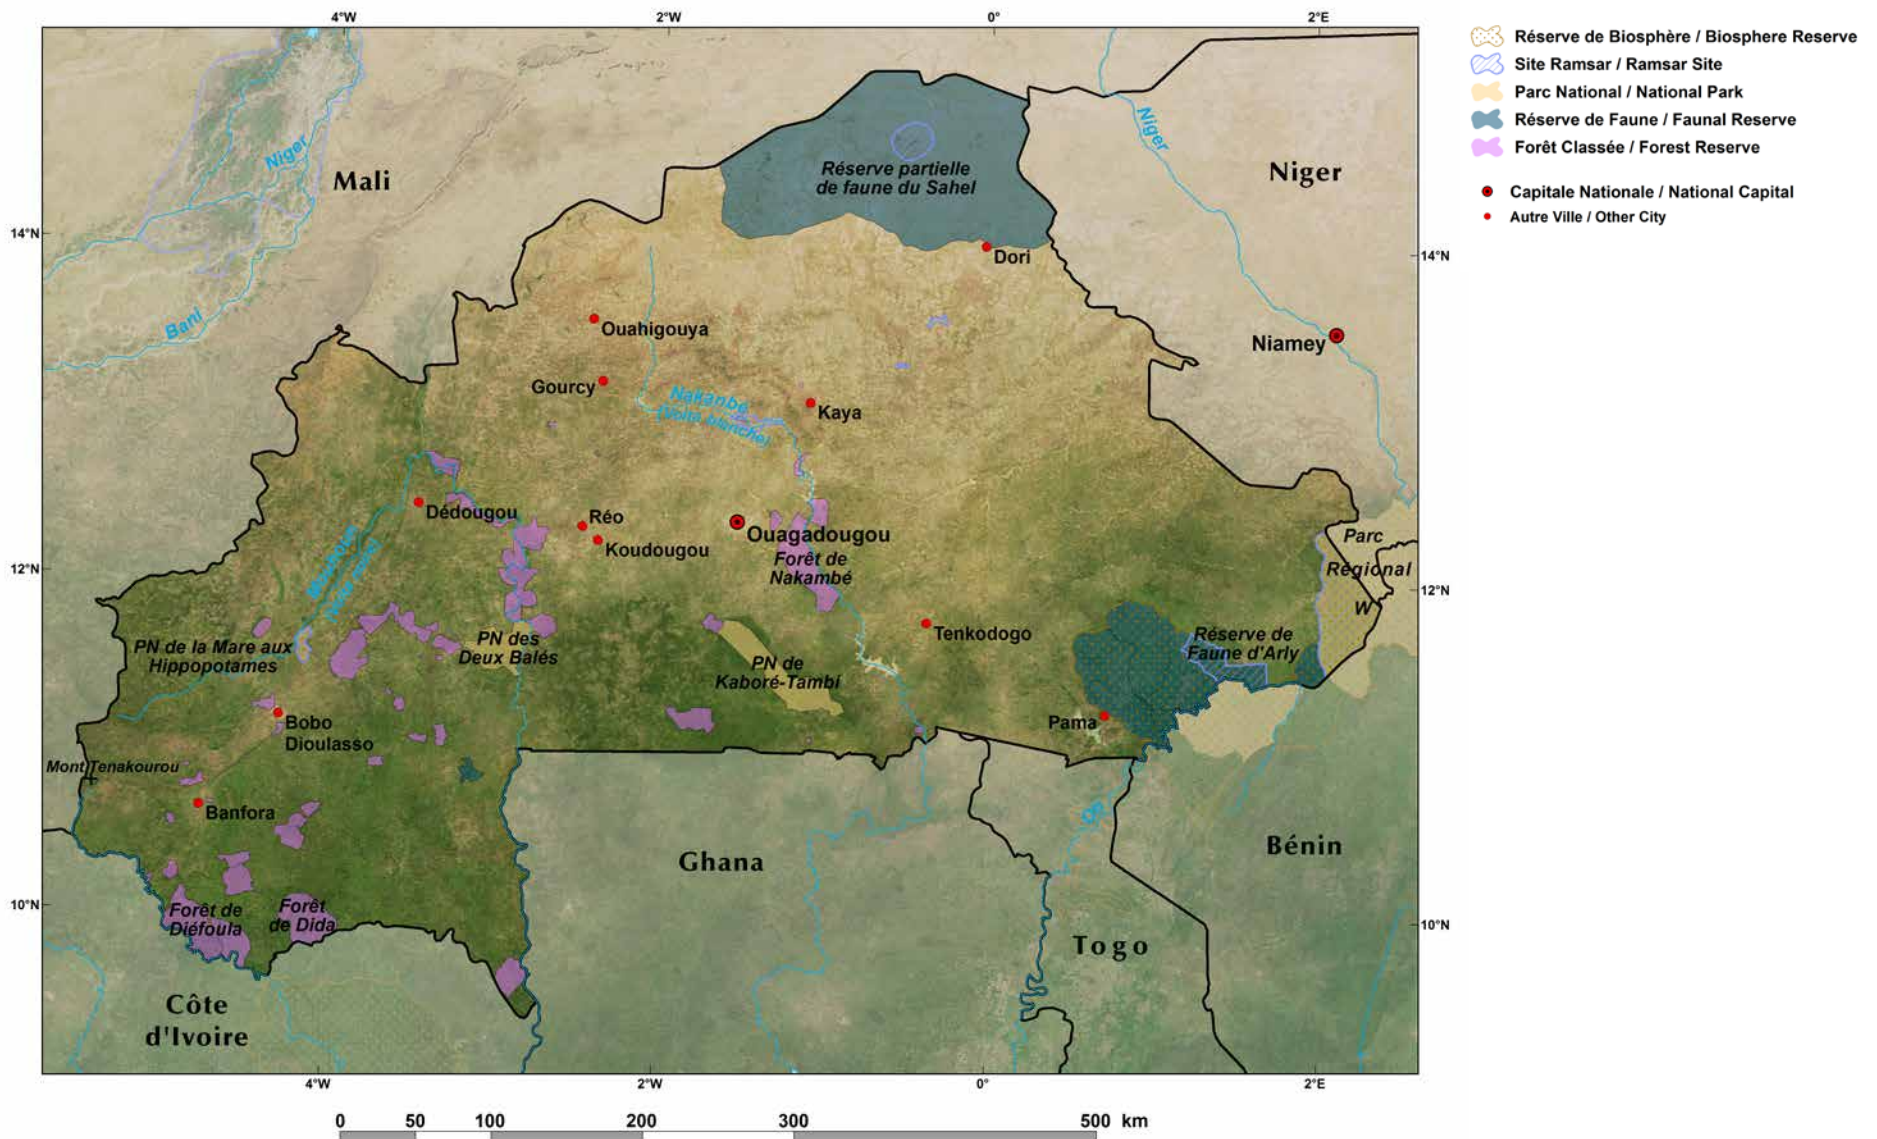 4°W
2°W
0°
2°E
Réserve de Biosphère / Biosphere Reserve
Site Ramsar / Ramsar Site
Parc National / National Park
Réserve de Faune / Faunal Reserve
Forêt Classée / Forest Reserve
Capitale Nationale / National Capital
Autre Ville / Other City
Niger
Niger
Mali
Réserve partielle
de faune du Sahel
Niger
14°N
14°N
Dori
Bani
Ouahigouya
Niamey
Gourcy
Nakanbé
(Volta blanche)
Kaya
Dédougou
Réo
Koudougou
Ouagadougou
Forêt de
Nakambé
Parc
Régional
W
12°N
12°N
PN de la Mare aux
Hippopotames
PN des
Deux Balés
Tenkodogo
Réserve de
Faune d'Arly
PN de
Kaboré-Tambi
Bobo
Dioulasso
Pama
Mont Tenakourou
Banfora
Oti
Ghana
Bénin
10°N
10°N
Forêt de
Diéfoula
Forêt
de Dida
Togo
Côte
d'Ivoire
4°W
2°W
0°
2°E
0
50
100
200
300
500 km